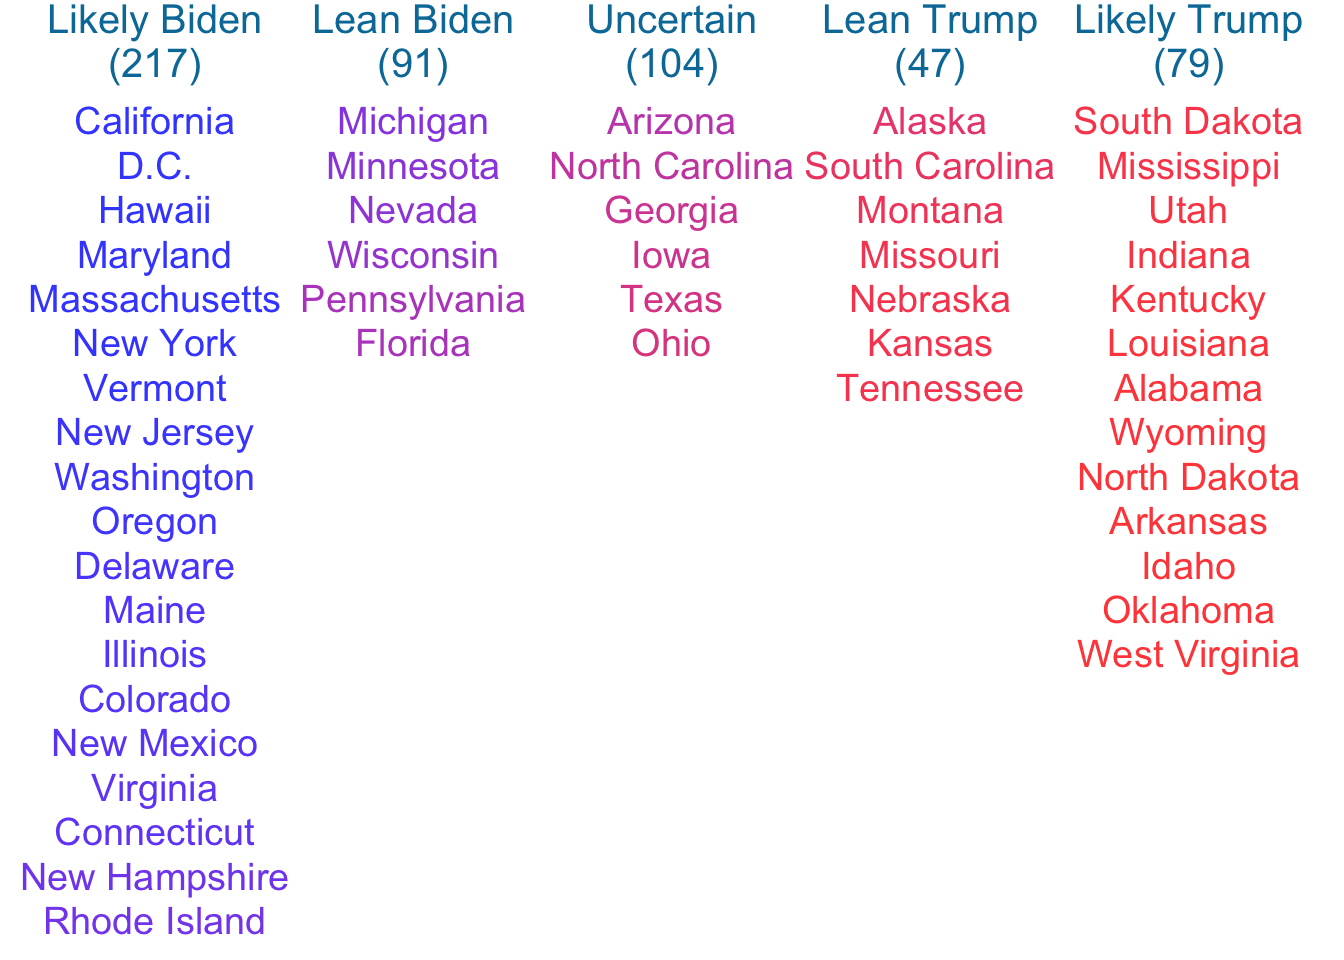 Likely Biden
(217)
California
D.C.
Hawaii
Maryland
Massachusetts
New York
Vermont
New Jersey
Washington
Oregon
Delaware
Maine
Illinois
Colorado
New Mexico
Virginia
Connecticut
New Hampshire
Rhode Island
Lean Biden
(91)
Michigan
Minnesota
Nevada
Wisconsin
Pennsylvania
Florida
Uncertain
(104)
Arizona
North Carolina
Georgia
Iowa
Texas
Ohio
Lean Trump
(47)
Alaska
South Carolina
Montana
Missouri
Nebraska
Kansas
Tennessee
Likely Trump
(79)
South Dakota
Mississippi
Utah
Indiana
Kentucky
Louisiana
Alabama
Wyoming
North Dakota
Arkansas
Idaho
Oklahoma
West Virginia